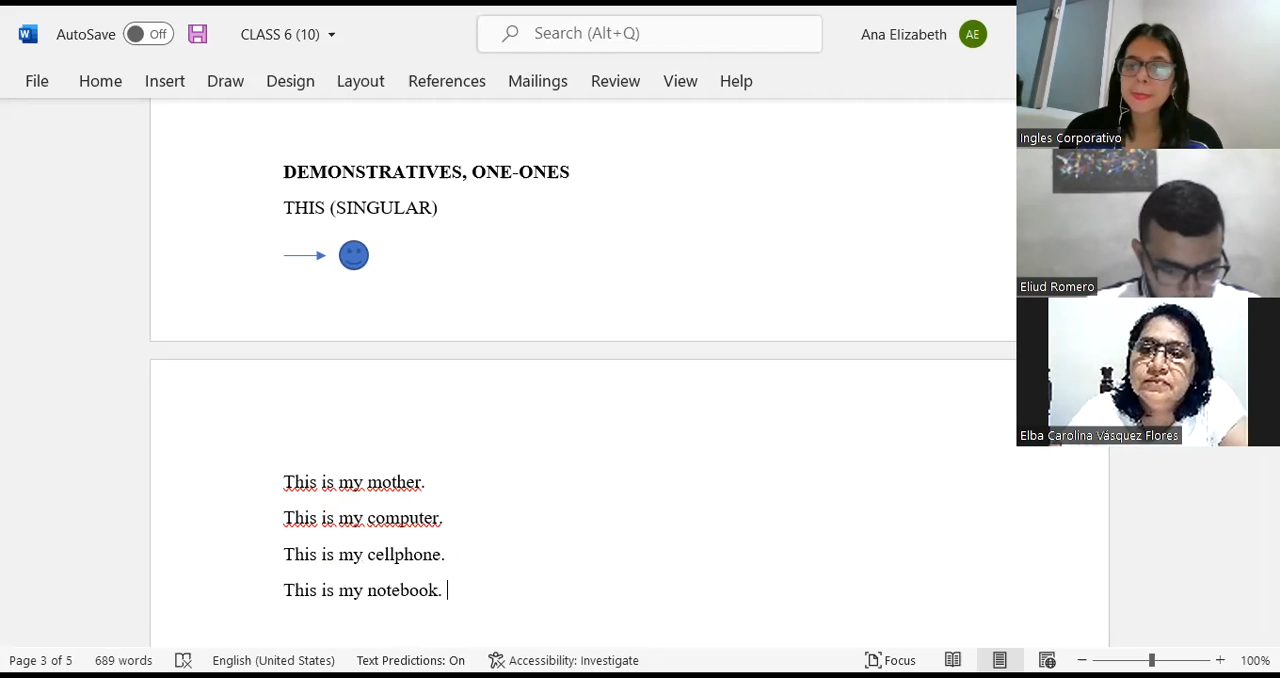 W AutoSave Off CLASS 6 (10) Search (Alt+Q) Ana Elizabeth AE
File Home Insert Draw Design Layout References Mailings Review View Help
DEMONSTRATIVES, ONE-ONES
THIS (SINGULAR)
This is my mother.
This is my computer.
This is my cellphone.
This is my notebook.
Ingles Corporativo
Eliud Romero
Elba Carolina Vásquez Flores
Page 3 of 5 689 words English (United States) Text Predictions: On Accessibility: Investigate Focus 100%